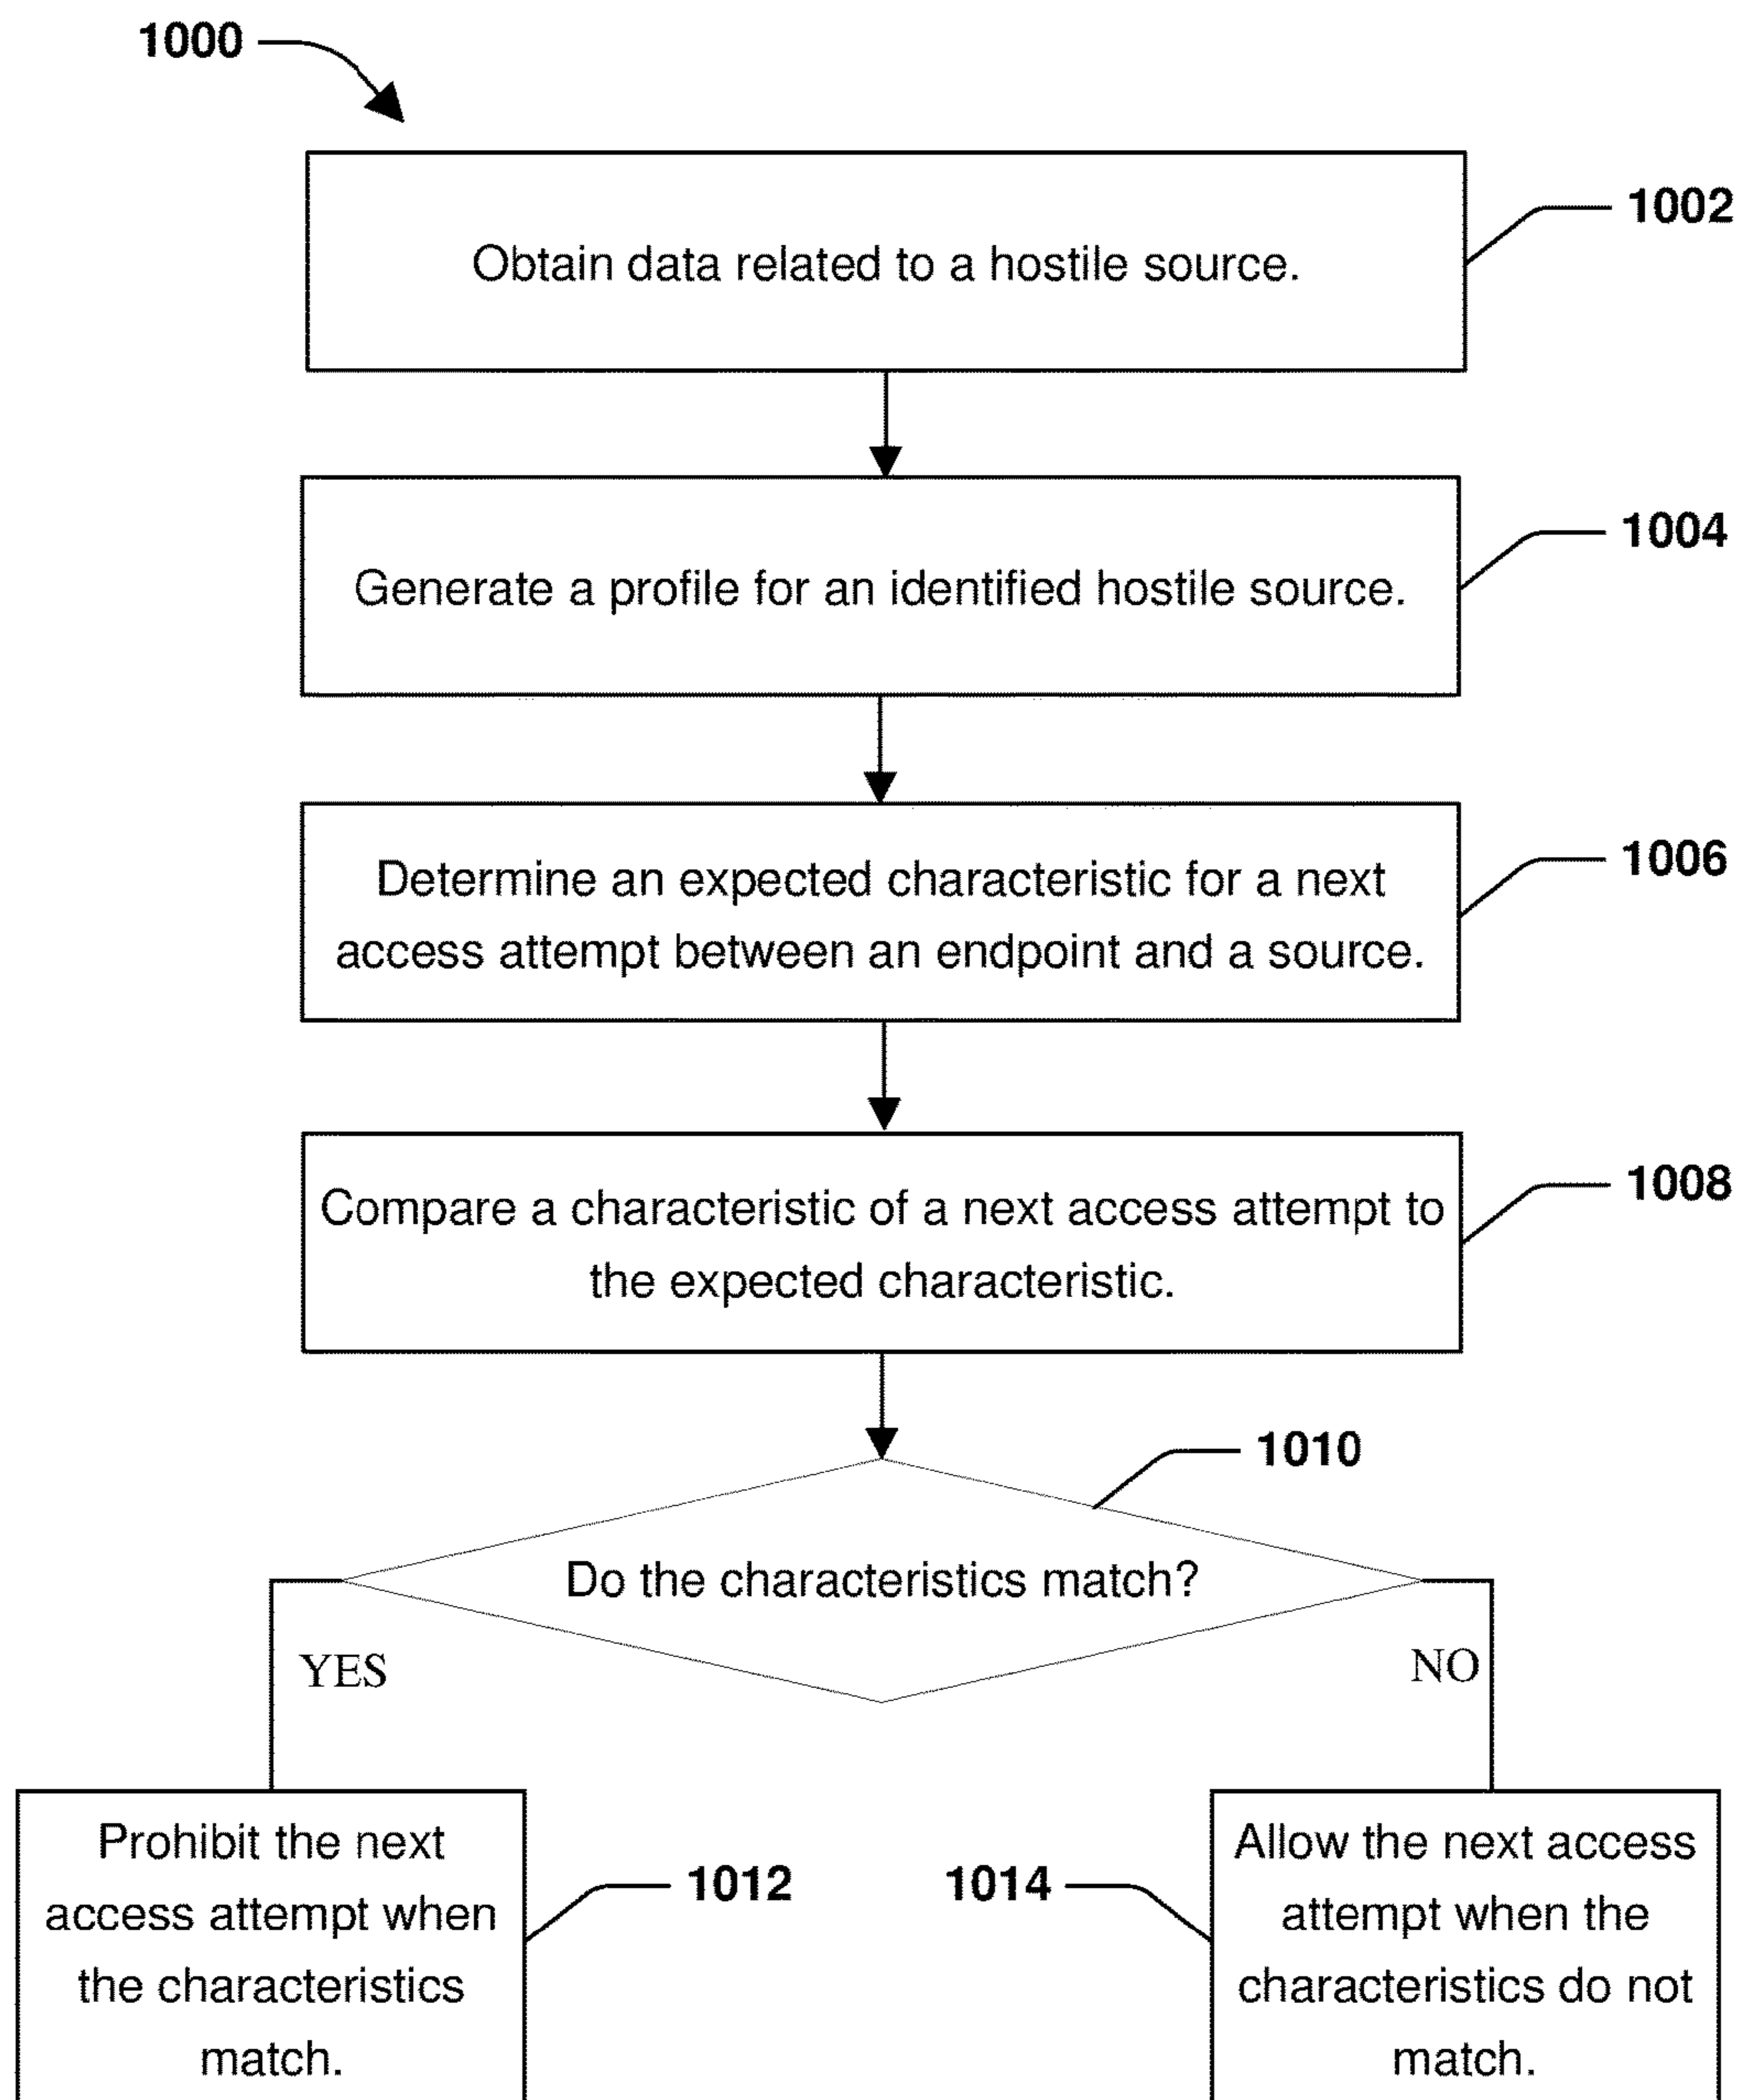 1000
Obtain data related to a hostile source.
1002
Generate a profile for an identified hostile source.
1004
Determine an expected characteristic for a next
access attempt between an endpoint and a source.
1006
Compare a characteristic of a next access attempt to
the expected characteristic.
1008
1010
Do the characteristics match?
YES
NO
Prohibit the next
access attempt when
the characteristics
match.
1012
1014
Allow the next access
attempt when the
characteristics do not
match.